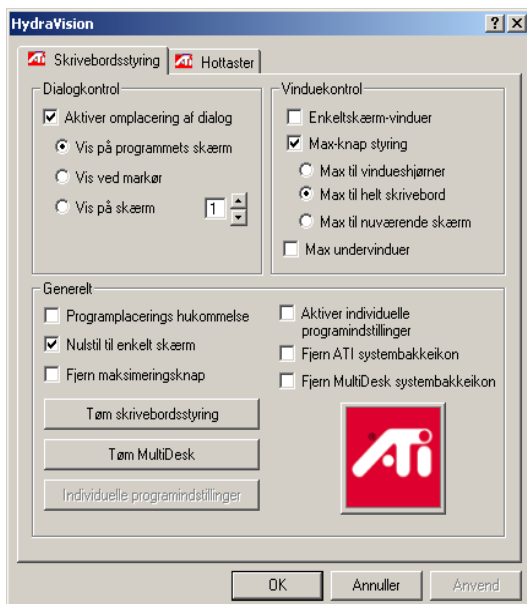 HydraVision
Skrivebordsstyring
Hottaster
Dialogkontrol
Aktiver omplacering af dialog
Vis på programmets skærm
Vis ved markør
Vis på skærm 1
Vinduekontrol
Enkeltskærm-vinduer
Max-knap styring
Max til vindueshjørner
Max til helt skrivebord
Max til nuværende skærm
Max undervinduer
Generelt
Programplacerings hukommelse
Nulstil til enkelt skærm
Fjern maksimeringsknap
Aktiver individuelle
programindstillinger
Fjern ATI systembakkeikon
Fjern MultiDesk systembakkeikon
Tøm skrivebordsstyring
Tøm MultiDesk
Individuelle programindstillinger
ATi
OK
Annuller
Anvend